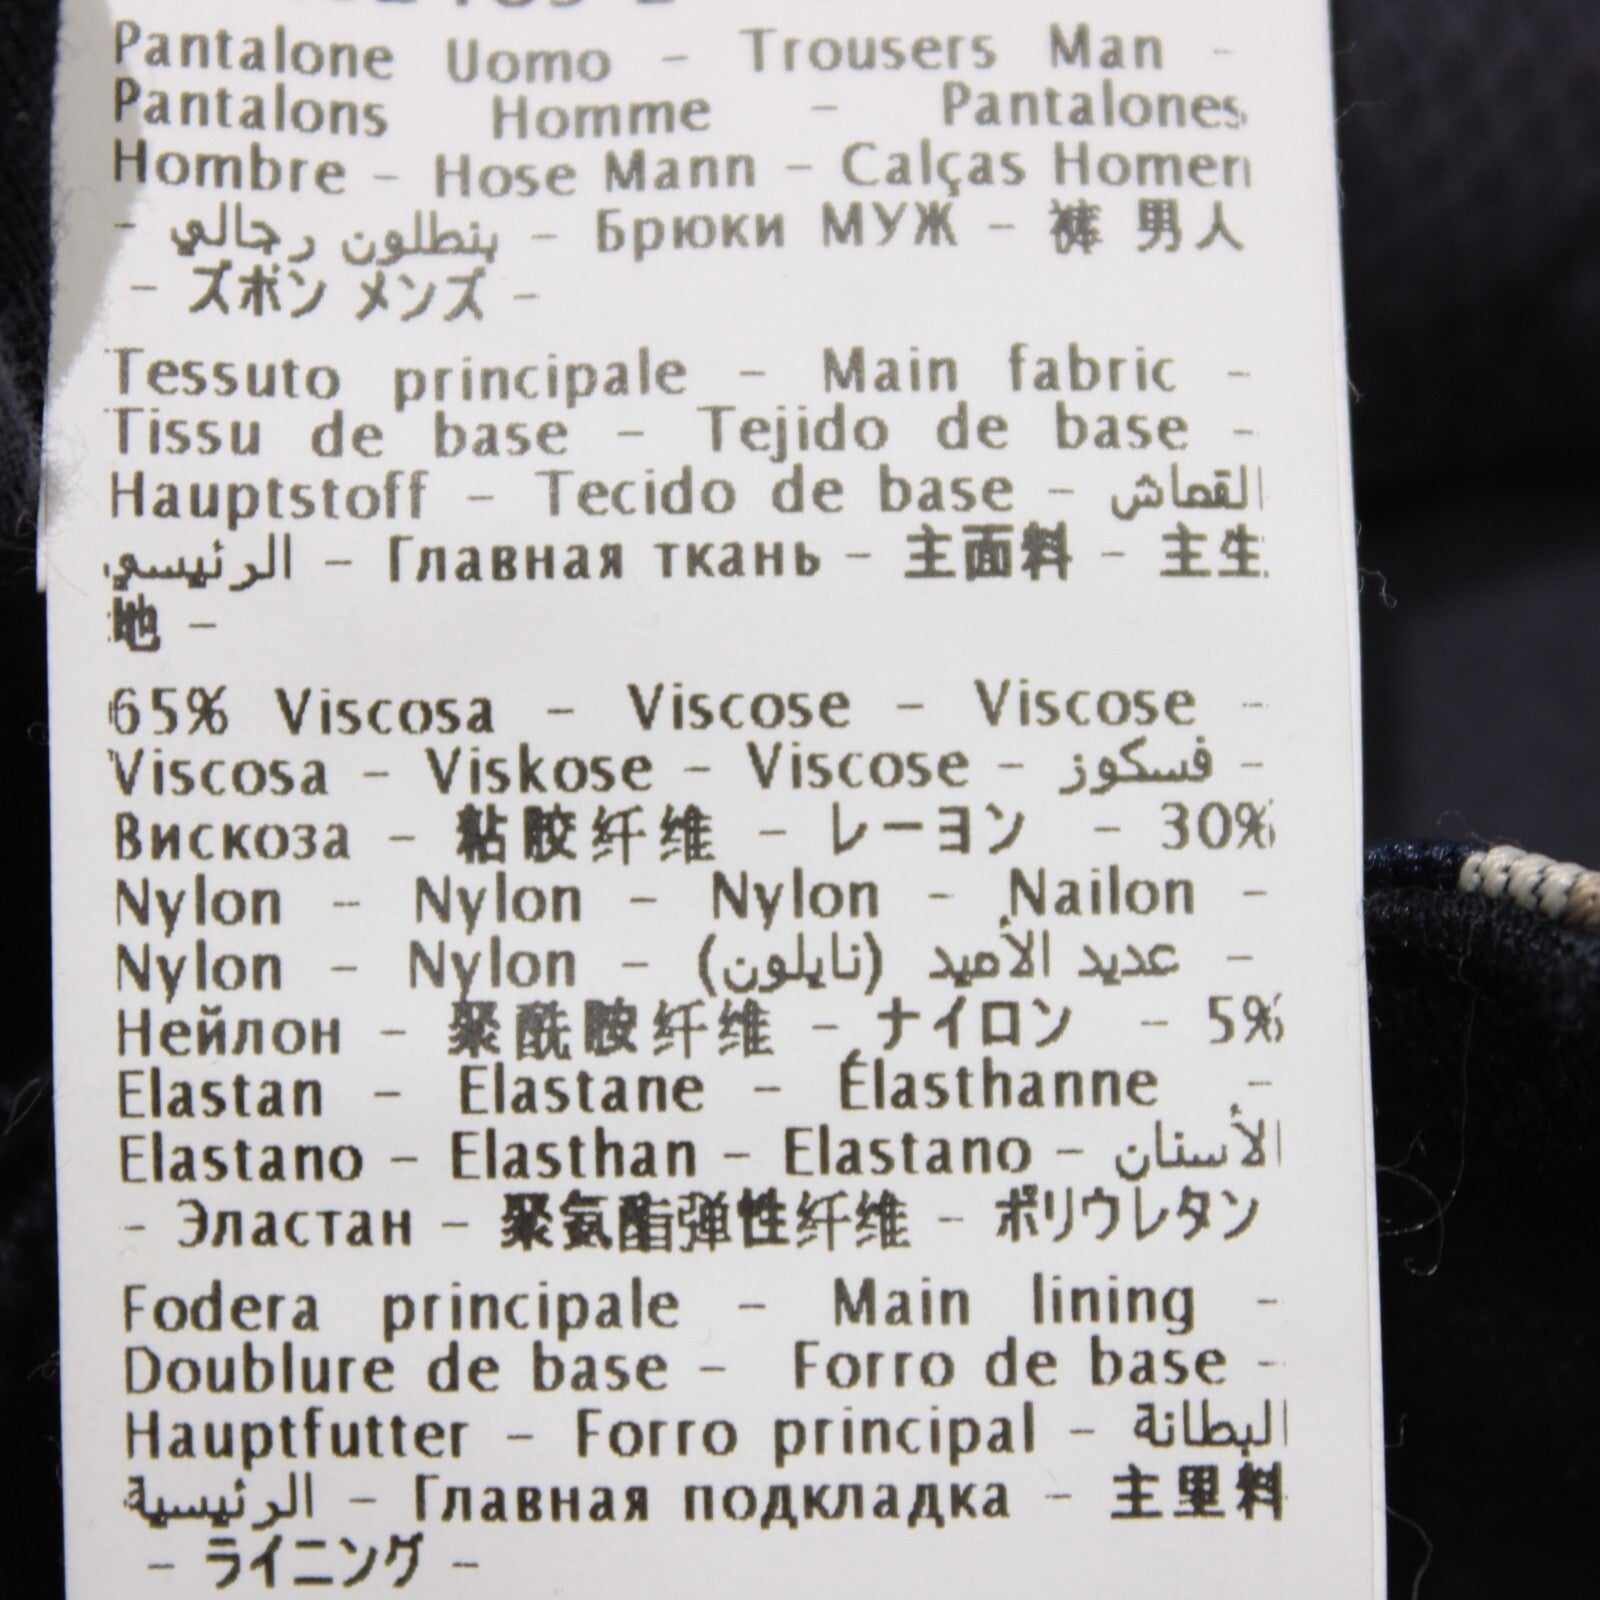 Pantalone Uomo - Trousers Man -
Pantalons Homme - Pantalones
Hombre - Hose Mann - Calças Homem
- بنطلون رجالي - Брюки МУЖ - 裤 男人
- ズボン メンズ -
Tessuto principale - Main fabric -
Tissu de base - Tejido de base -
Hauptstoff - Tecido de base - القماش
الرئيسي - Главная ткань - 主面料 - 主生
地 -
65% Viscosa - Viscose - Viscose -
Viscosa - Viskose - Viscose - فسكوز -
Вискоза - 粘胶纤维 - レーヨン - 30%
Nylon - Nylon - Nylon - Nailon -
Nylon - Nylon - عديد الأميد (نايلون) -
Нейлон - 聚酰胺纤维 - ナイロン - 5%
Elastan - Elastane - Élasthanne -
Elastano - Elasthan - Elastano - الأستان
- Эластан - 聚氨酯弹性纤维 - ポリウレタン
Fodera principale - Main lining -
Doublure de base - Forro de base -
Hauptfutter - Forro principal - البطانة
الرئيسية - Главная подкладка - 主里料
- ライニング -